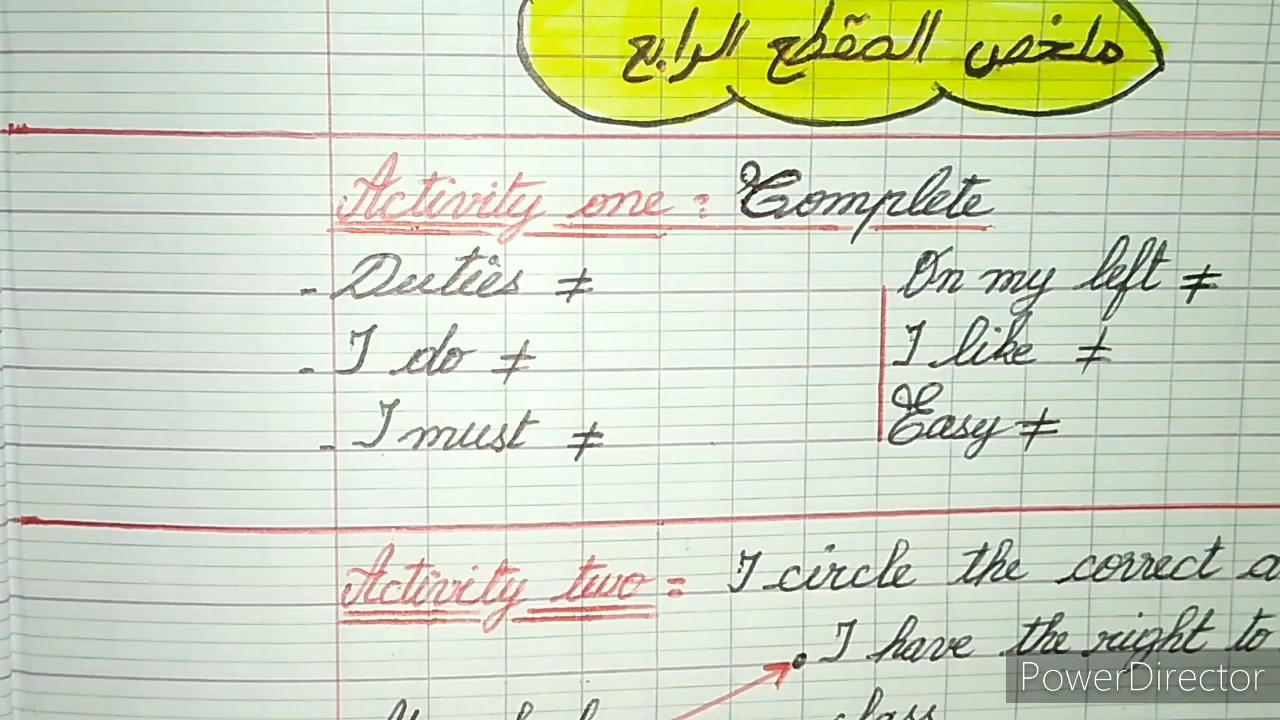 ملخص المقطع الرابع
Activity one : Complete
- Duties ≠
On my left ≠
- I do ≠
I like ≠
- I must ≠
Easy ≠
Activity two = I circle the correct a
• I have the right to
class
PowerDirector